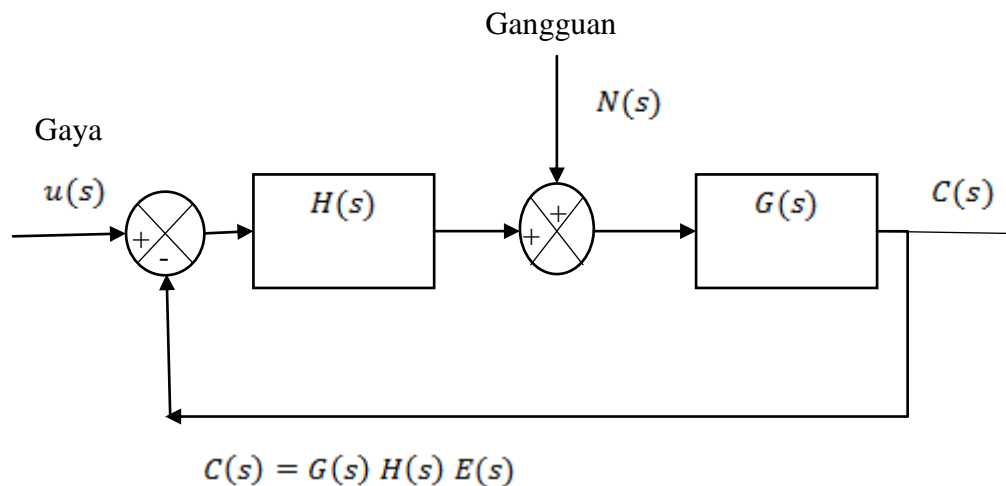 Gangguan
N(s)
Gaya
u(s)
H(s)
G(s)
C(s)
+
+
+
-
C(s) = G(s) H(s) E(s)